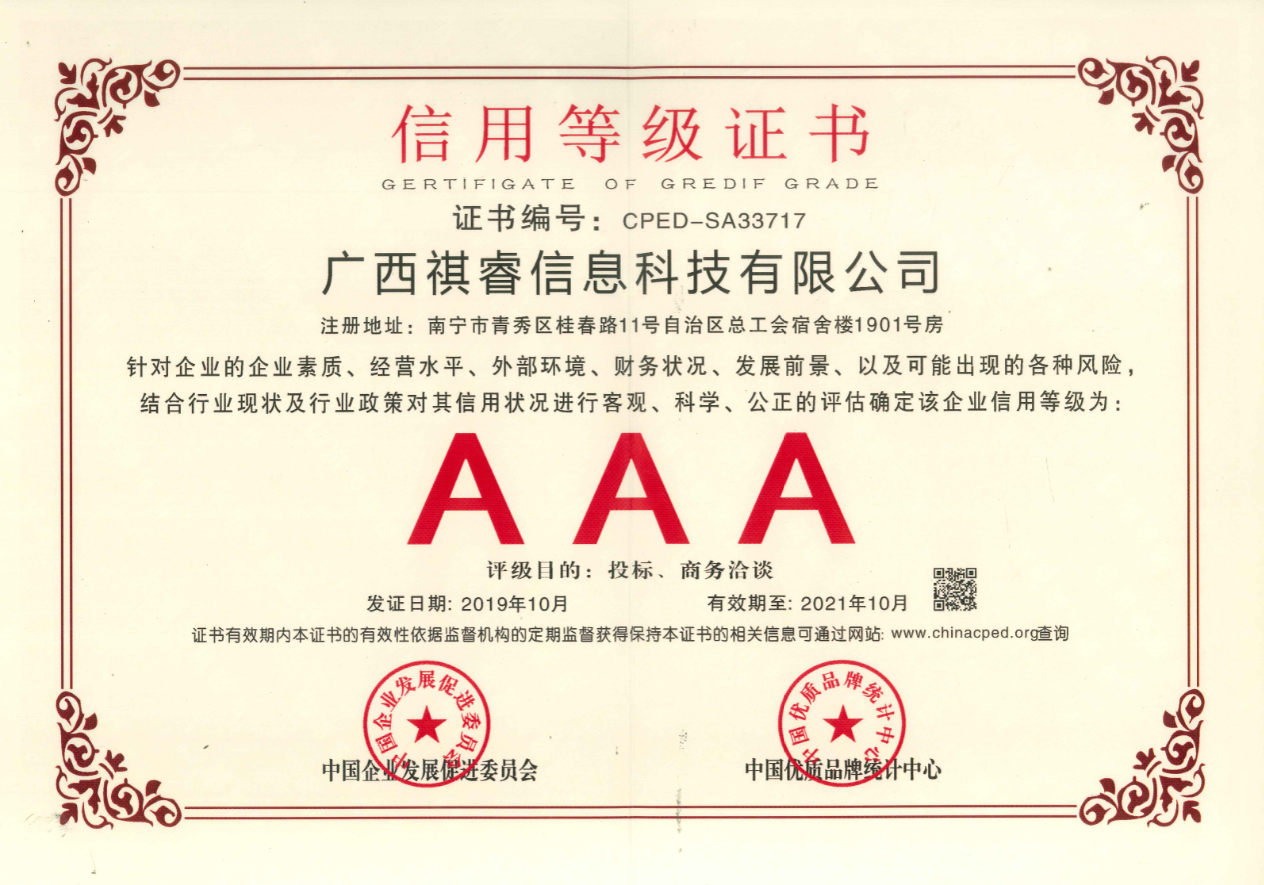 信用等级证书
GERTIFIGATE OF GREDIF GRADE
证书编号：CPED-SA33717
广西祺睿信息科技有限公司
注册地址：南宁市青秀区桂春路11号自治区总工会宿舍楼1901号房
针对企业的企业素质、经营水平、外部环境、财务状况、发展前景、以及可能出现的各种风险，
结合行业现状及行业政策对其信用状况进行客观、科学、公正的评估确定该企业信用等级为：
AAA
评级目的：投标、商务洽谈
发证日期: 2019年10月 有效期至: 2021年10月
证书有效期内本证书的有效性依据监督机构的定期监督获得保持本证书的相关信息可通过网站: www.chinacped.org查询
中国企业发展促进委员会
中国优质品牌统计中心
中国企业发展促进委员会
中国优质品牌统计中心